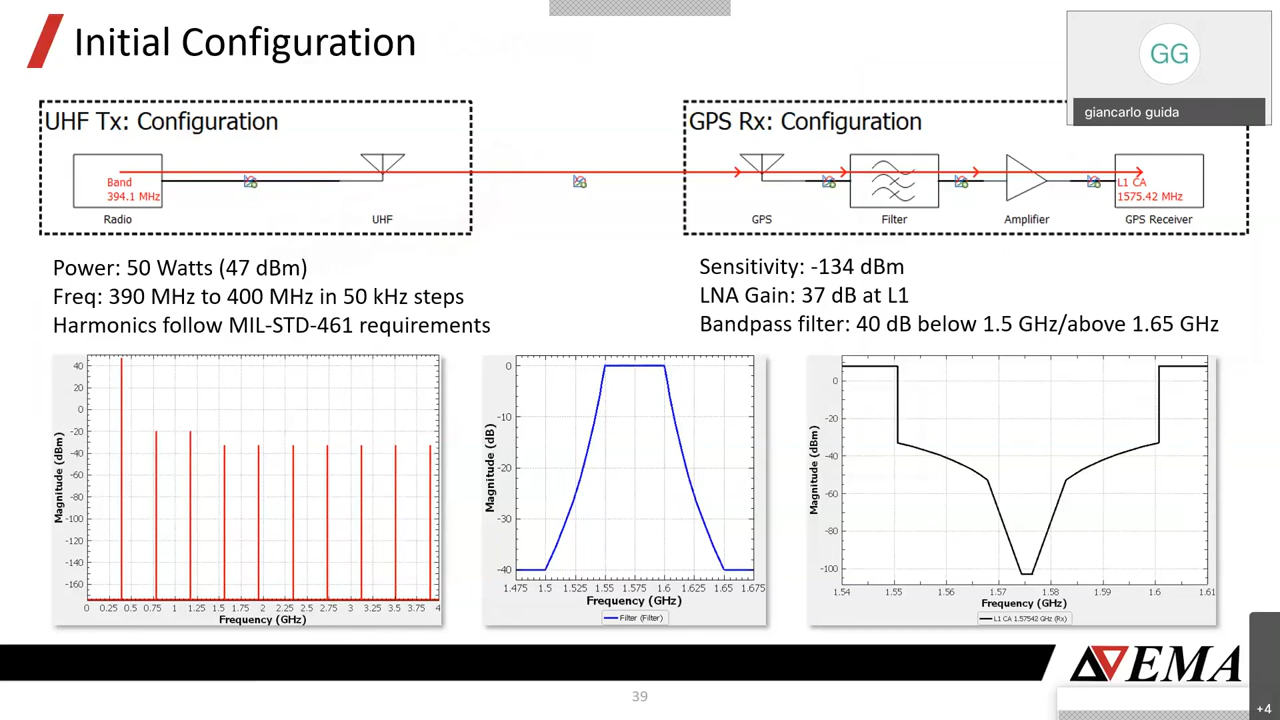 Initial Configuration
GG
giancarlo guida
UHF Tx: Configuration
Band
394.1 MHz
Radio
UHF
GPS Rx: Configuration
L1 CA
1575.42 MHz
GPS
Filter
Amplifier
GPS Receiver
Power: 50 Watts (47 dBm)
Freq: 390 MHz to 400 MHz in 50 kHz steps
Harmonics follow MIL-STD-461 requirements
Sensitivity: -134 dBm
LNA Gain: 37 dB at L1
Bandpass filter: 40 dB below 1.5 GHz/above 1.65 GHz
Magnitude (dBm)
40
20
0
-20
-40
-60
-80
-100
-120
-140
-160
0 0.25 0.5 0.75 1 1.25 1.5 1.75 2 2.25 2.5 2.75 3 3.25 3.5 3.75 4
Frequency (GHz)
Magnitude (dB)
0
-10
-20
-30
-40
1.475 1.5 1.525 1.55 1.575 1.6 1.625 1.65 1.675
Frequency (GHz)
Filter (Filter)
Magnitude (dBm)
0
-20
-40
-60
-80
-100
1.54 1.55 1.56 1.57 1.58 1.59 1.6 1.61
Frequency (GHz)
L1 CA 1.57542 GHz (Rx)
EMA
39
+4